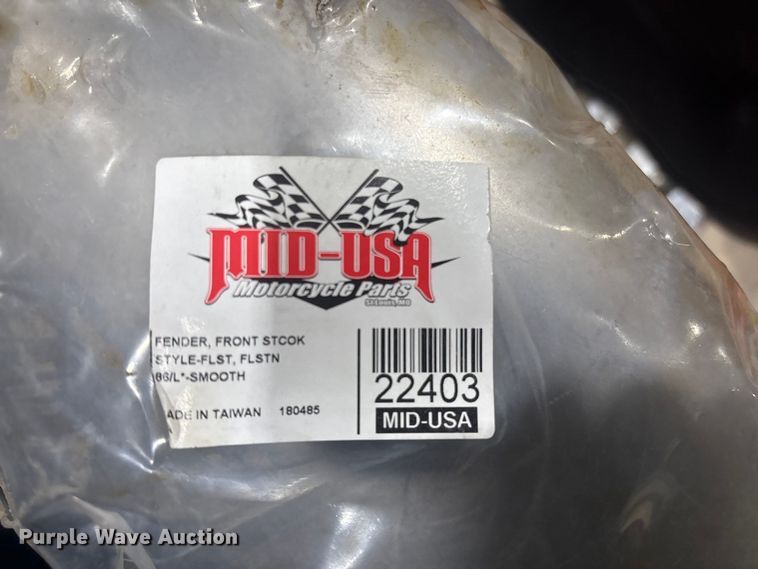 MID-USA
Motorcycle Parts
St Louis, MO
FENDER, FRONT STCOK
STYLE-FLST, FLSTN
86/L*-SMOOTH
MADE IN TAIWAN 180485
22403
MID-USA
Purple Wave Auction